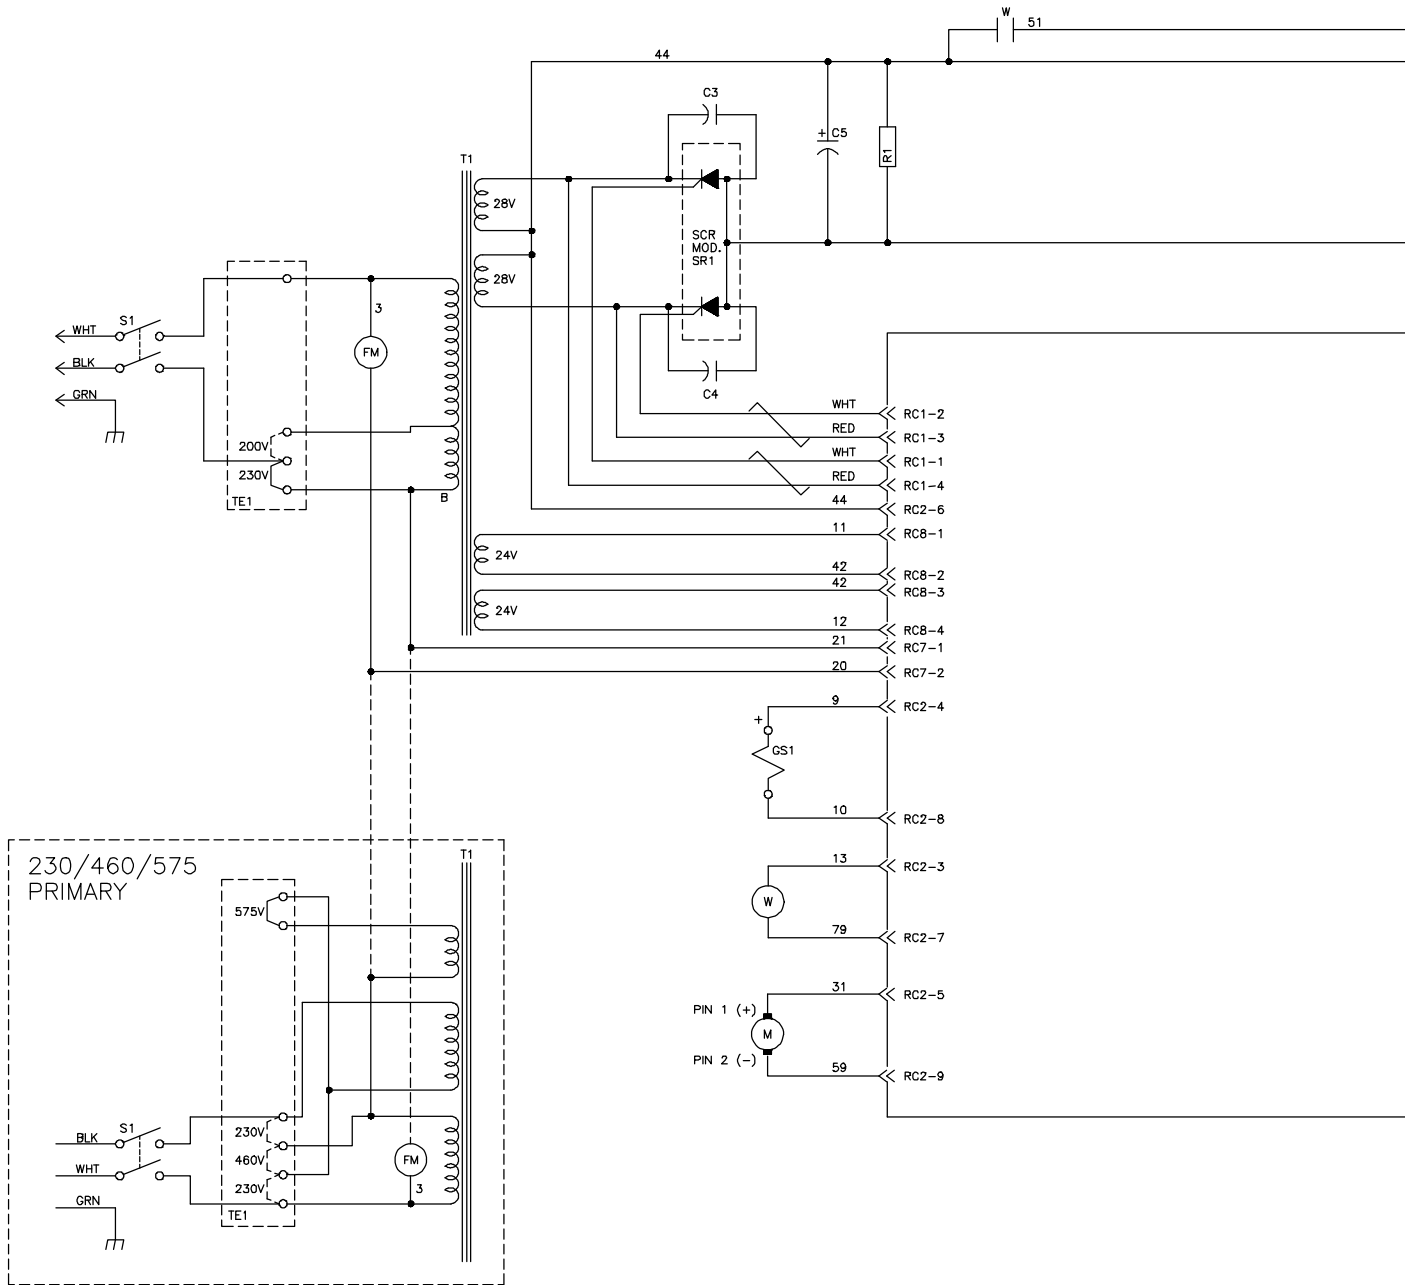 W
51
44
C3
+ C5
R1
T1
28V
SCR
MOD.
SR1
28V
3
S1
WHT
FM
BLK
C4
GRN
WHT
RC1-2
RED
RC1-3
200V
WHT
RC1-1
230V
RED
RC1-4
TE1
B
44
RC2-6
11
RC8-1
24V
42
RC8-2
42
RC8-3
24V
12
RC8-4
21
RC7-1
20
RC7-2
9
RC2-4
+
GS1
10
RC2-8
230/460/575
PRIMARY
T1
13
RC2-3
575V
W
79
RC2-7
31
RC2-5
PIN 1 (+)
M
PIN 2 (-)
59
RC2-9
S1
BLK
230V
460V
FM
WHT
230V
3
GRN
TE1